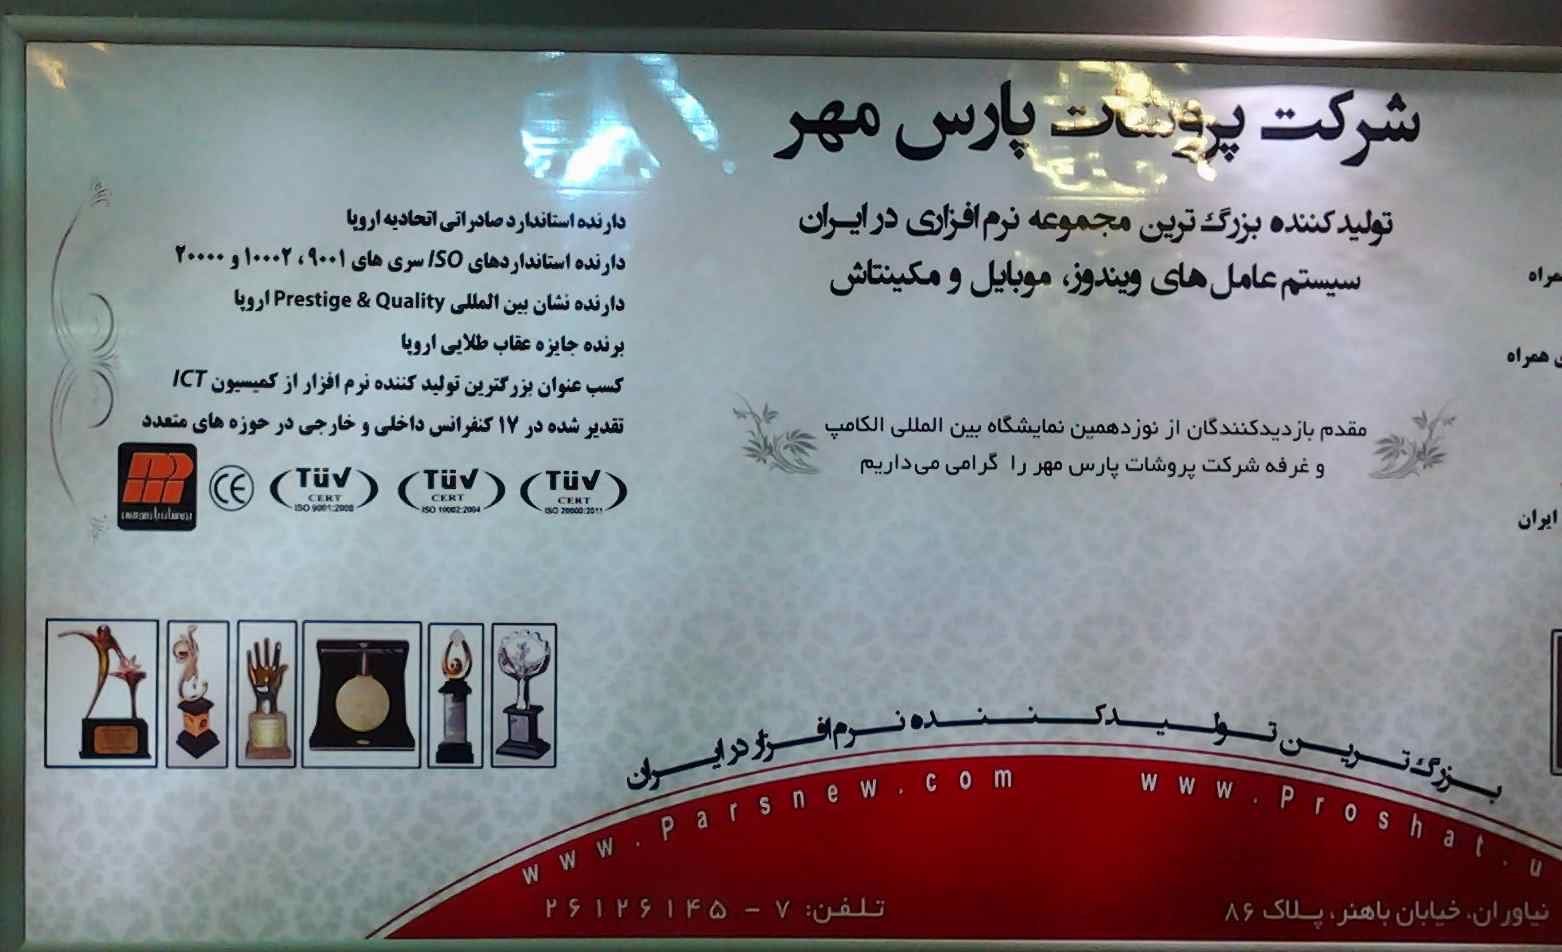 شرکت پروشات پارس مهر
تولیدکننده بزرگ ترین مجموعه نرم افزاری در ایران
سیستم عامل های ویندوز، موبایل و مکینتاش
مقدم بازدیدکنندگان از نوزدهمین نمایشگاه بین المللی الکامپ
و غرفه شرکت پروشات پارس مهر را گرامی می‌داریم
همراه
ی همراه
ایران
دارنده استاندارد صادراتی اتحادیه اروپا
دارنده استانداردهای ISO سری های ۹۰۰۱ ، ۱۰۰۰۲ و ۲۰۰۰۰
دارنده نشان بین المللی Prestige & Quality اروپا
برنده جایزه عقاب طلایی اروپا
کسب عنوان بزرگترین تولید کننده نرم افزار از کمیسیون ICT
تقدیر شده در ۱۷ کنفرانس داخلی و خارجی در حوزه های متعدد
CE
TüV CERT ISO 9001:2008
TüV CERT ISO 10002:2004
TüV CERT ISO 20000:2011
بزرگ ترین تولیدکننده نرم افزار در ایران
www.Parsnew.com
www.Proshat.u
نیاوران، خیابان باهنر، پلاک ۸۶
تلفن: ۷ - ۲۶۱۲۶۱۴۵